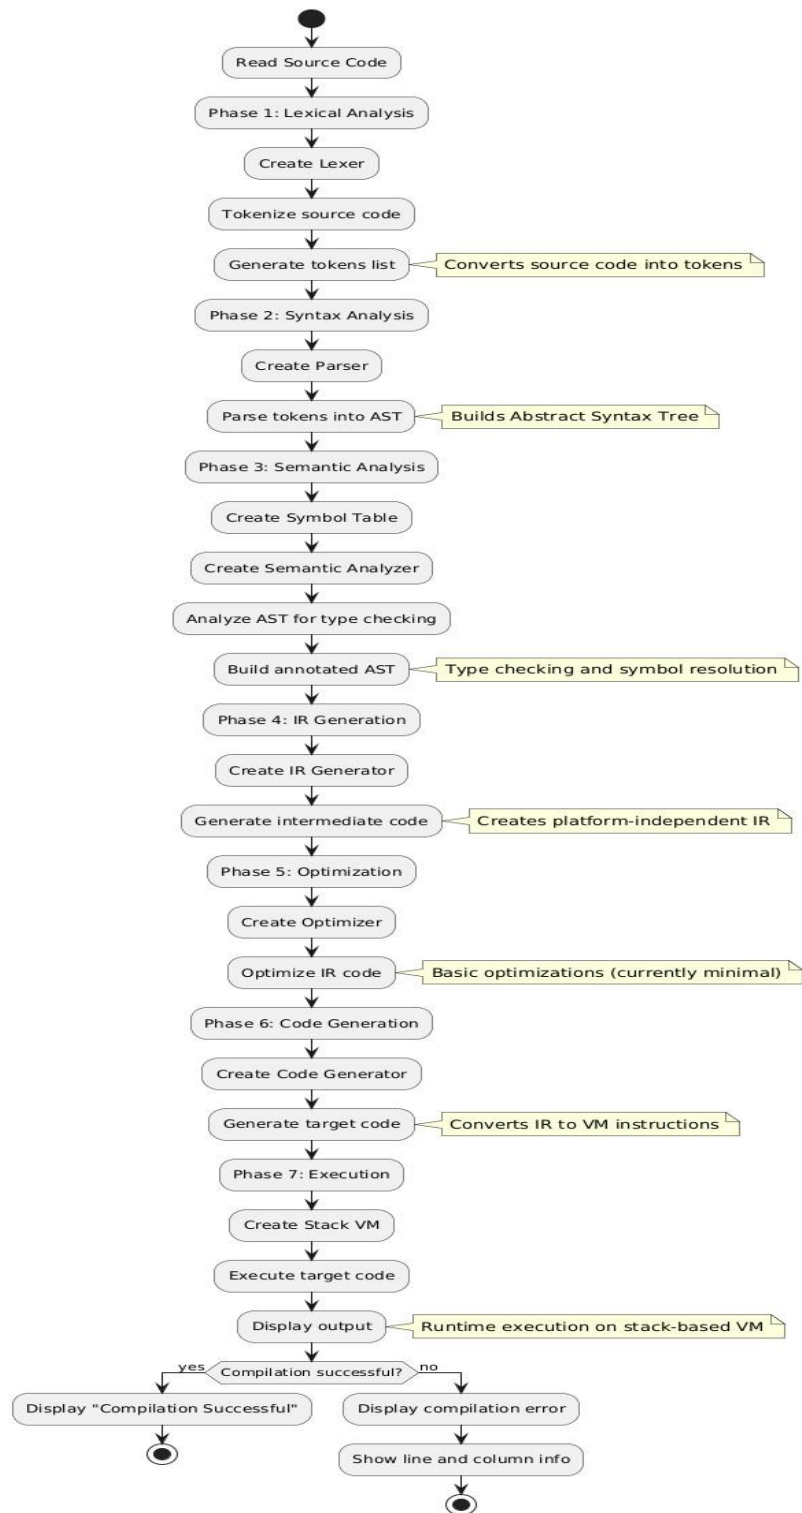 Read Source Code
Phase 1: Lexical Analysis
Create Lexer
Tokenize source code
Generate tokens list
Converts source code into tokens
Phase 2: Syntax Analysis
Create Parser
Parse tokens into AST
Builds Abstract Syntax Tree
Phase 3: Semantic Analysis
Create Symbol Table
Create Semantic Analyzer
Analyze AST for type checking
Build annotated AST
Type checking and symbol resolution
Phase 4: IR Generation
Create IR Generator
Generate intermediate code
Creates platform-independent IR
Phase 5: Optimization
Create Optimizer
Optimize IR code
Basic optimizations (currently minimal)
Phase 6: Code Generation
Create Code Generator
Generate target code
Converts IR to VM instructions
Phase 7: Execution
Create Stack VM
Execute target code
Display output
Runtime execution on stack-based VM
yes
Compilation successful?
no
Display "Compilation Successful"
Display compilation error
Show line and column info